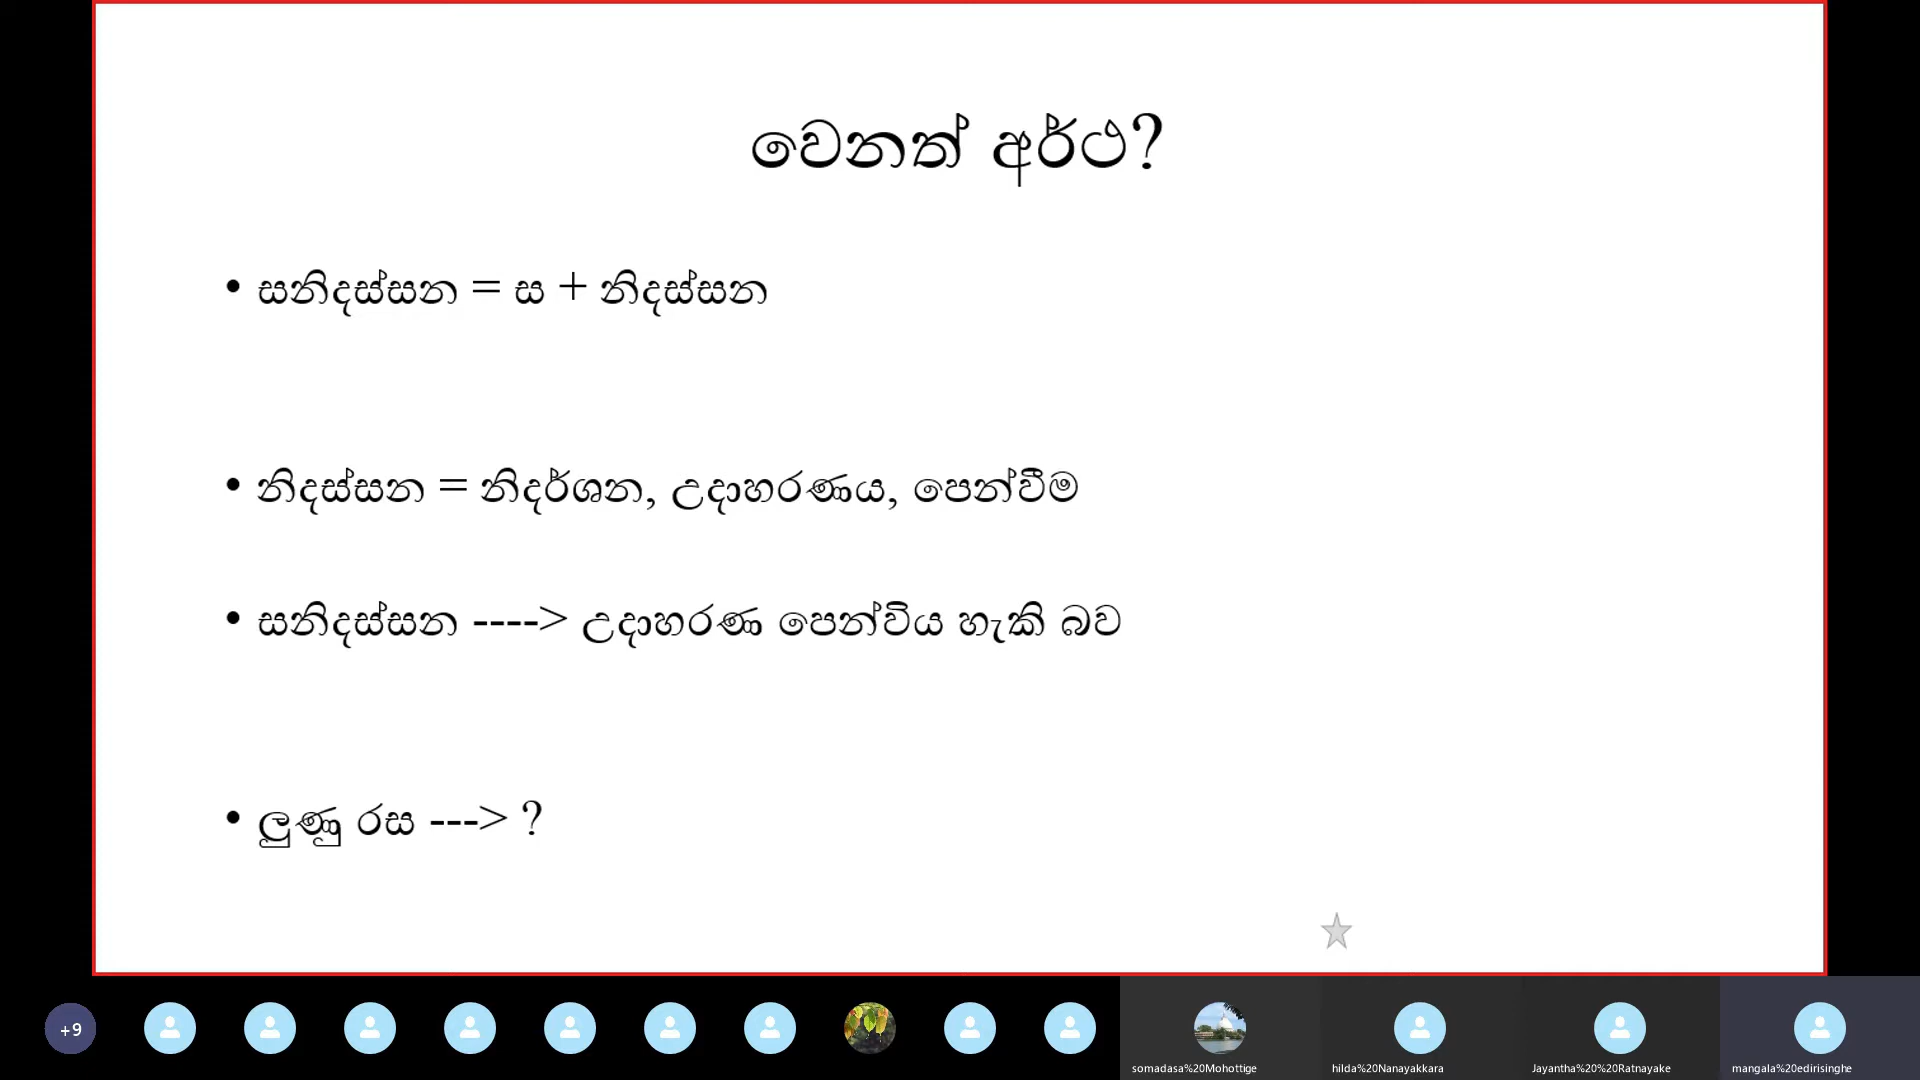 වෙනත් අර්ථ?
• සනිදස්සන = ස + නිදස්සන
• නිදස්සන = නිදර්ශන, උදාහරණය, පෙන්වීම
• සනිදස්සන ----> උදාහරණ පෙන්විය හැකි බව
• ලුණු රස ---> ?
+9
somadasa%20Mohottige
hilda%20Nanayakkara
Jayantha%20%20Ratnayake
mangala%20edirisinghe